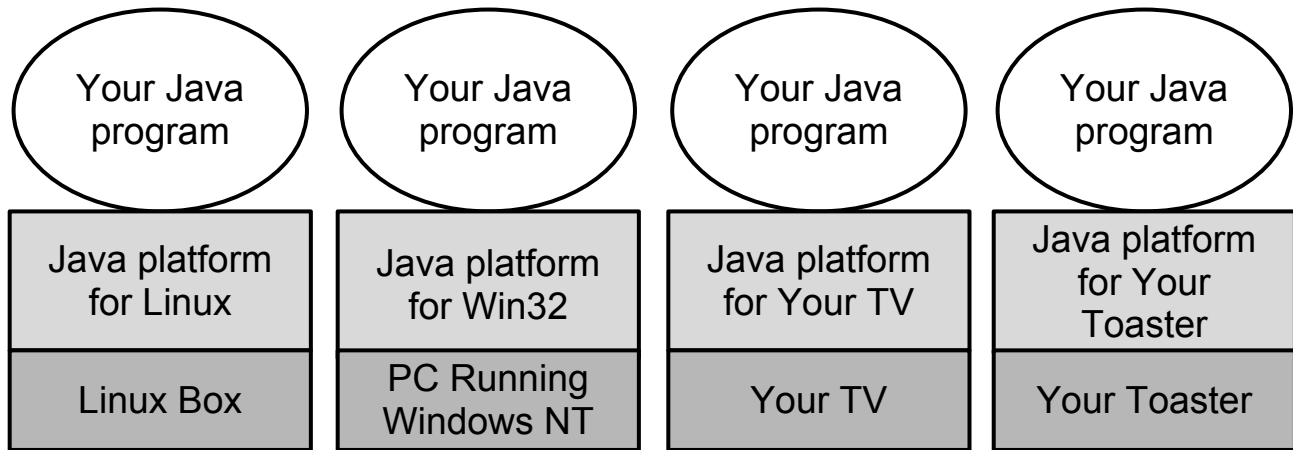 Your Java
program
Your Java
program
Your Java
program
Your Java
program
Java platform
for Linux
Java platform
for Win32
Java platform
for Your TV
Java platform
for Your
Toaster
Linux Box
PC Running
Windows NT
Your TV
Your Toaster